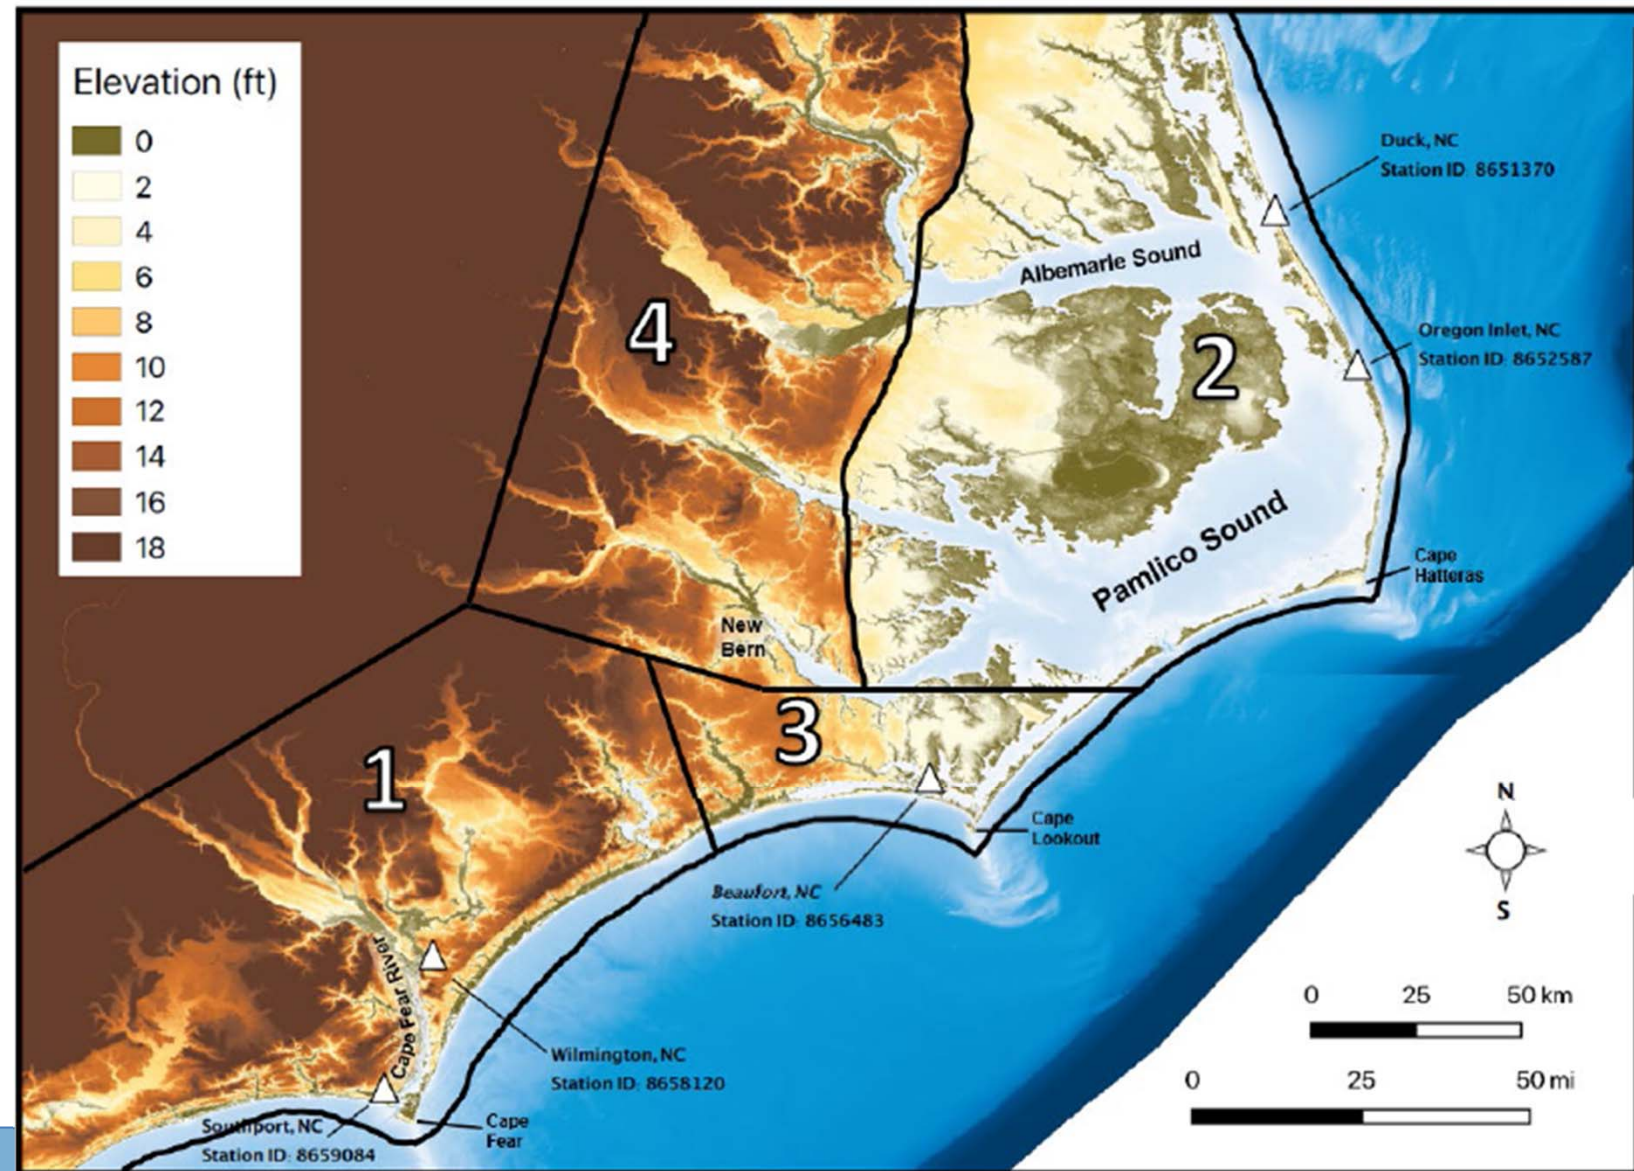 Elevation (ft)
0
2
4
6
8
10
12
14
16
18
Duck, NC
Station ID: 8651370
Albemarle Sound
Oregon Inlet, NC
Station ID: 8652587
4
2
Pamlico Sound
Cape
Hatteras
New
Bern
3
1
Cape
Lookout
Beaufort, NC
Station ID: 8656483
N
S
Cape Fear River
0 25 50 km
Wilmington, NC
Station ID: 8658120
0 25 50 mi
Southport, NC
Station ID: 8659084
Cape
Fear